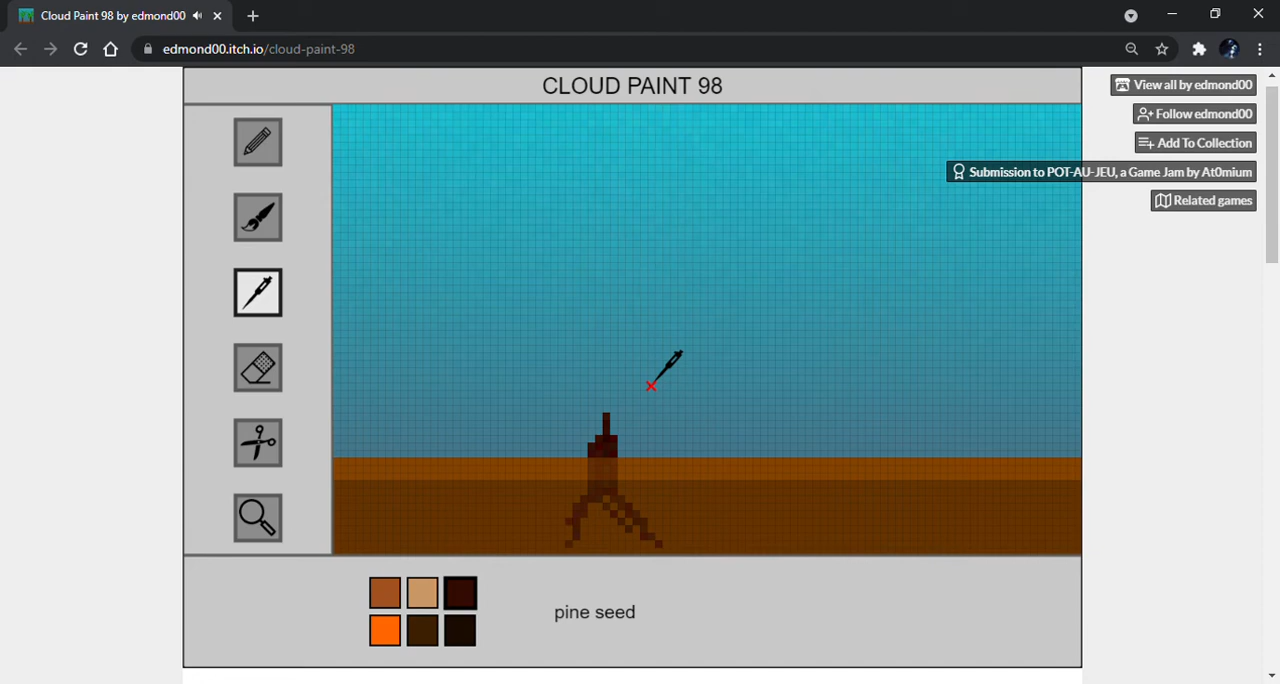 Cloud Paint 98 by edmond00
edmond00.itch.io/cloud-paint-98
CLOUD PAINT 98
View all by edmond00
Follow edmond00
Add To Collection
Submission to POT-AU-JEU, a Game Jam by At0mium
Related games
pine seed